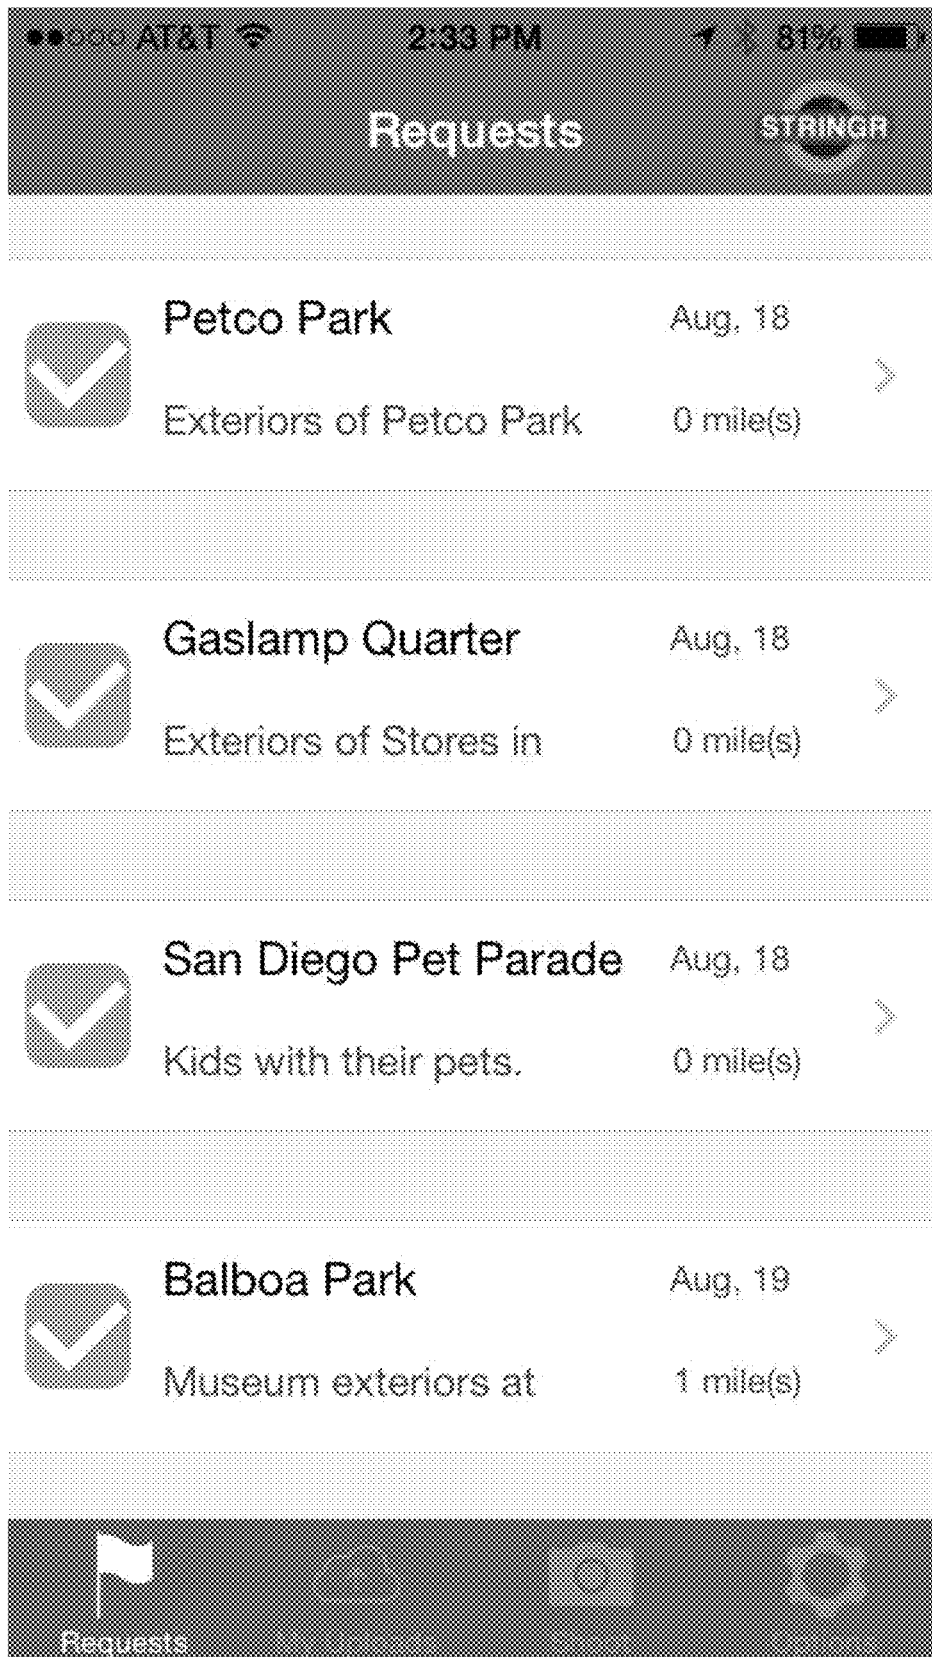 AT&T 2:33 PM 81%
Requests STRINGR
Petco Park Aug, 18
Exteriors of Petco Park 0 mile(s)
Gaslamp Quarter Aug, 18
Exteriors of Stores in 0 mile(s)
San Diego Pet Parade Aug, 18
Kids with their pets. 0 mile(s)
Balboa Park Aug, 19
Museum exteriors at 1 mile(s)
Requests